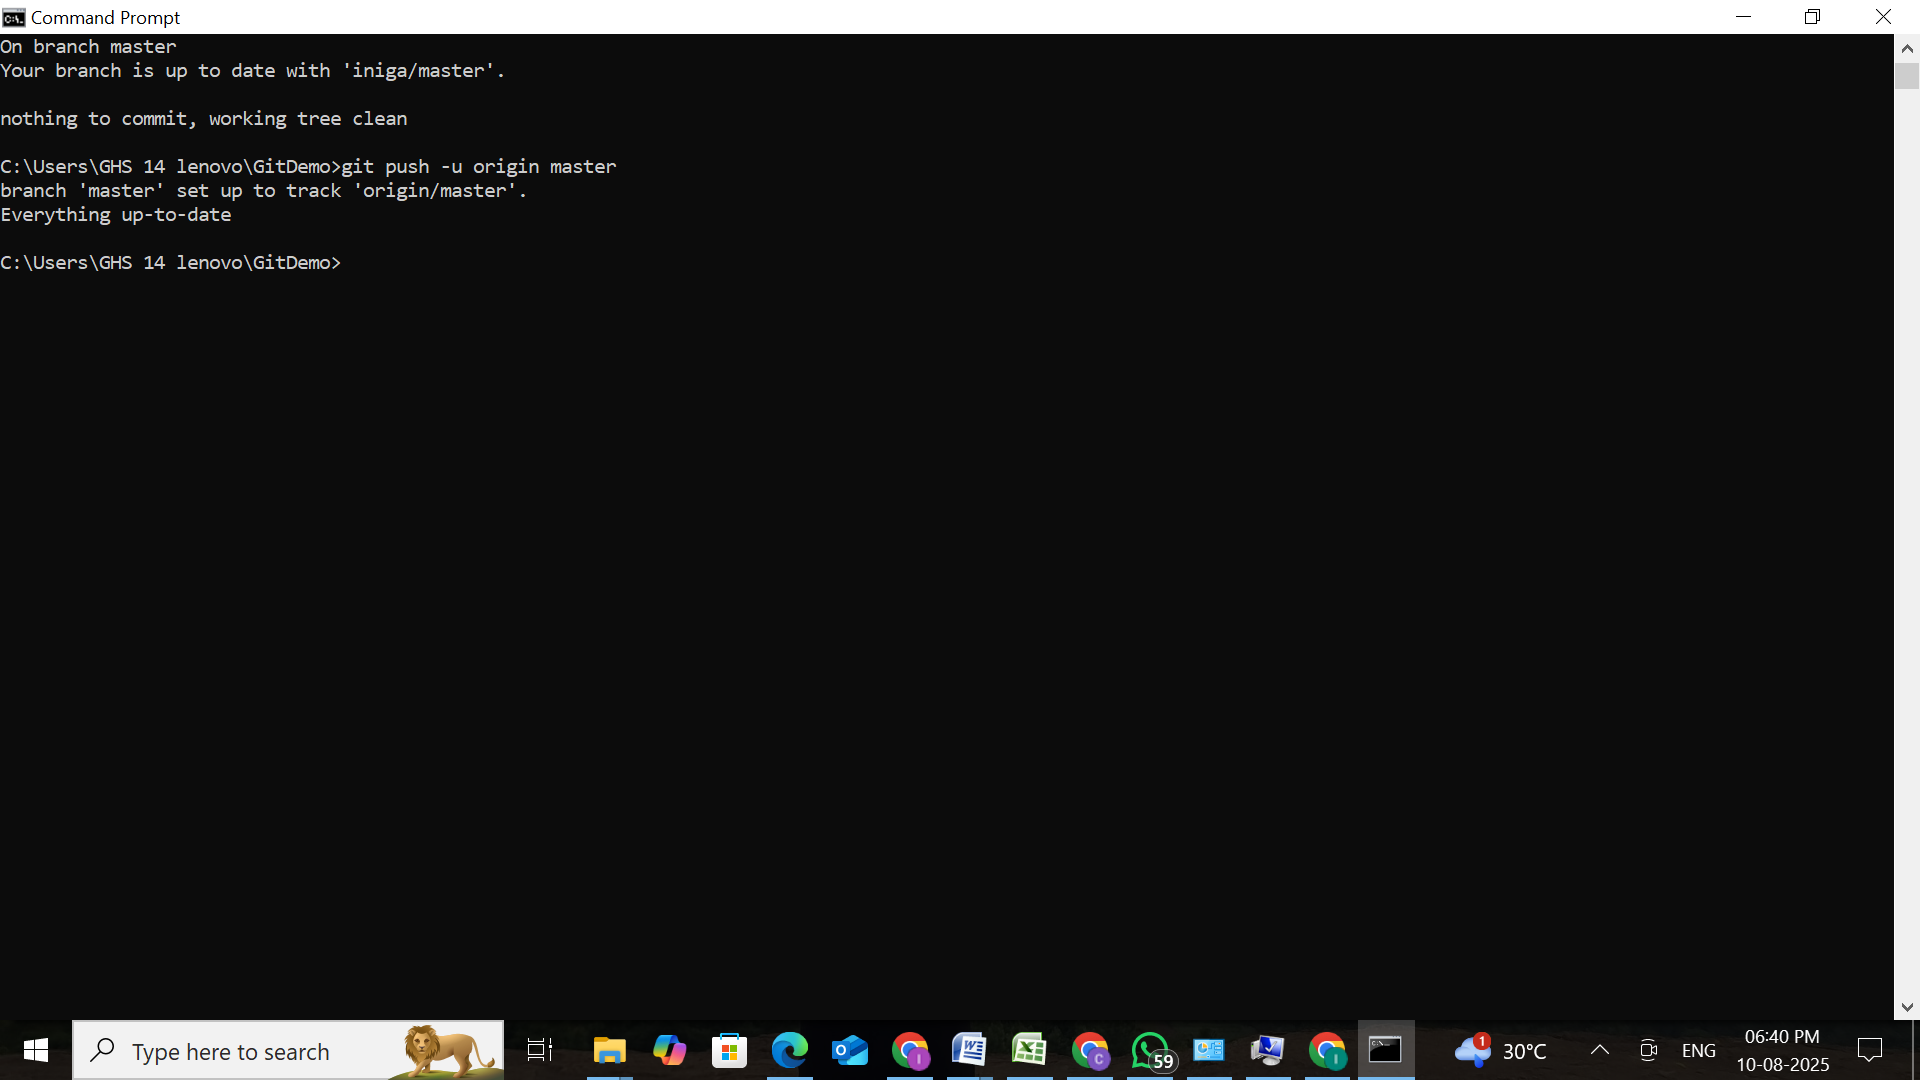 Command Prompt
On branch master
Your branch is up to date with 'iniga/master'.
nothing to commit, working tree clean
C:\Users\GHS 14 lenovo\GitDemo>git push -u origin master
branch 'master' set up to track 'origin/master'.
Everything up-to-date
C:\Users\GHS 14 lenovo\GitDemo>
Type here to search
59
1
30°C
ENG
06:40 PM
10-08-2025